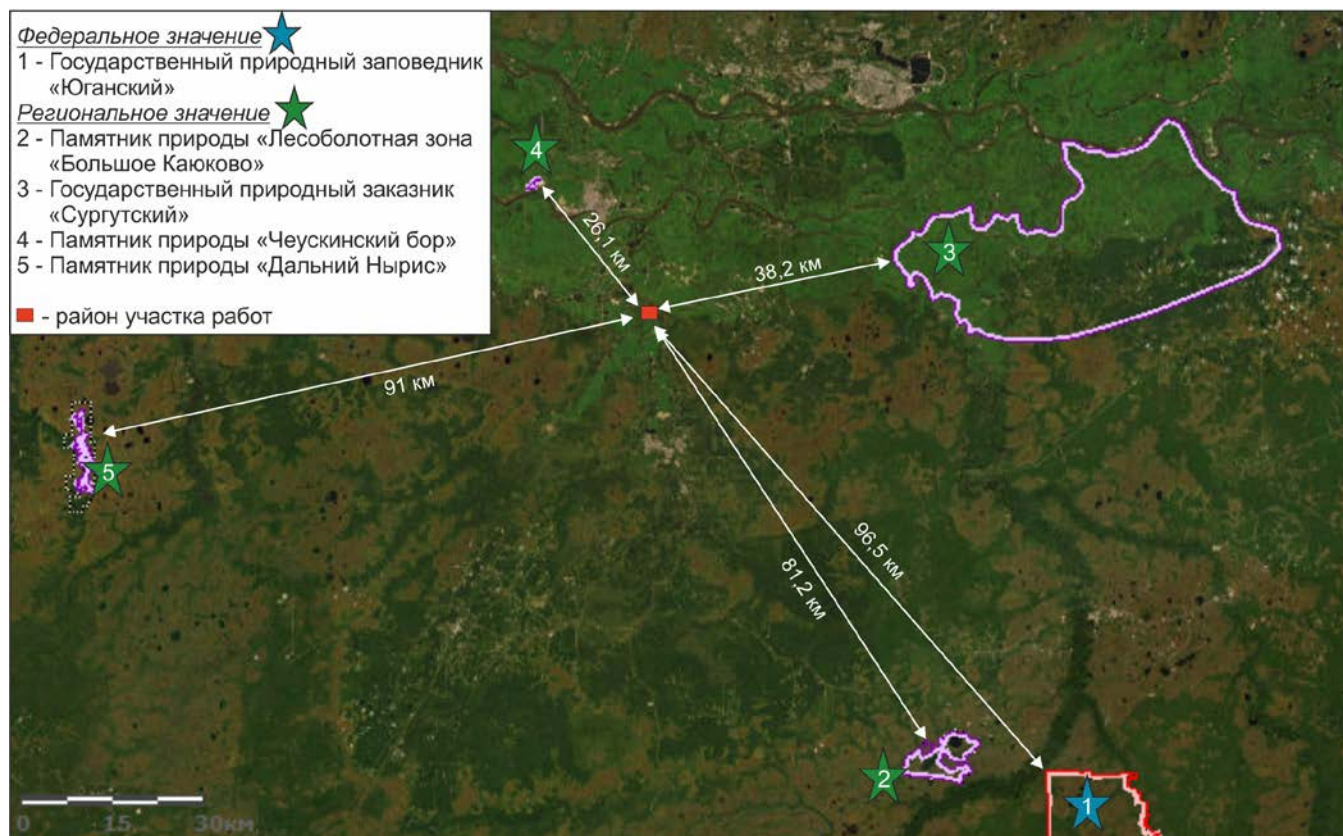 Федеральное значение
1 - Государственный природный заповедник
«Юганский»
Региональное значение
2 - Памятник природы «Лесоболотная зона
«Большое Каюково»
3 - Государственный природный заказник
«Сургутский»
4 - Памятник природы «Чеускинский бор»
5 - Памятник природы «Дальний Нырис»
- район участка работ
4
26,1 км
3
38,2 км
91 км
5
96,5 км
81,2 км
2
1
0 15 30км